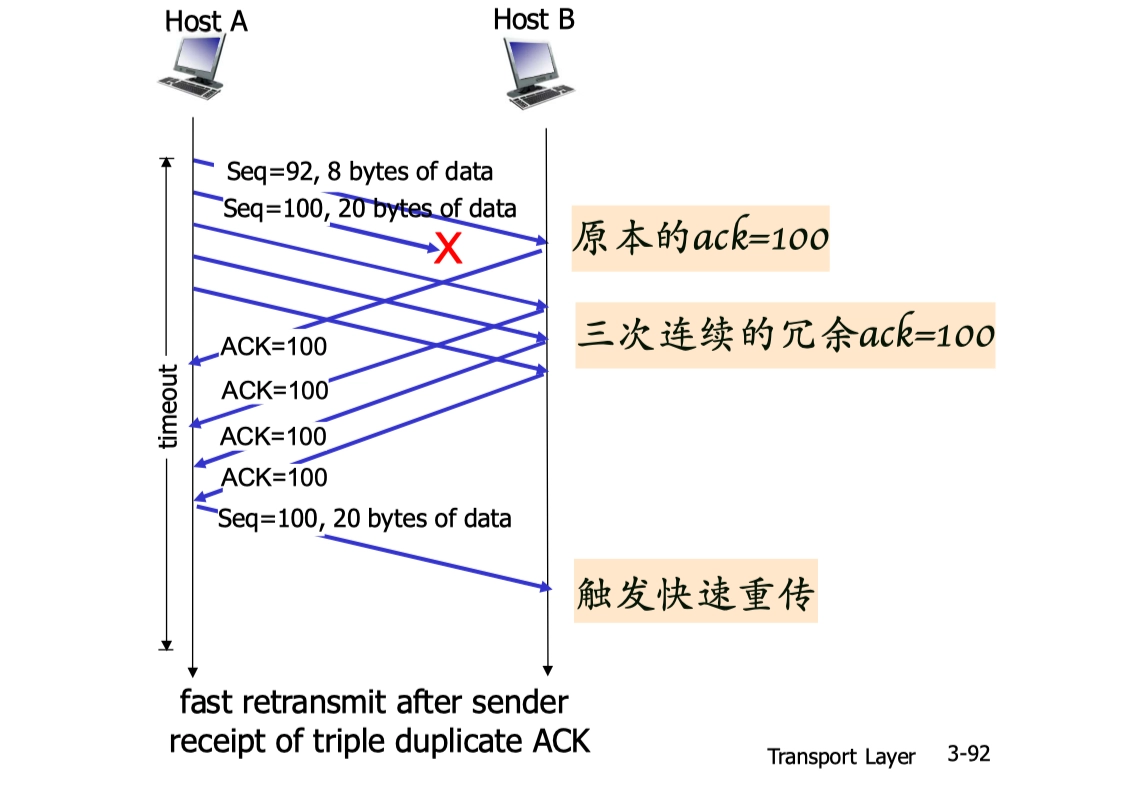 Host A
Host B
Seq=92, 8 bytes of data
Seq=100, 20 bytes of data
X
原本的ack=100
三次连续的冗余ack=100
timeout
ACK=100
ACK=100
ACK=100
ACK=100
Seq=100, 20 bytes of data
触发快速重传
fast retransmit after sender
receipt of triple duplicate ACK
Transport Layer 3-92